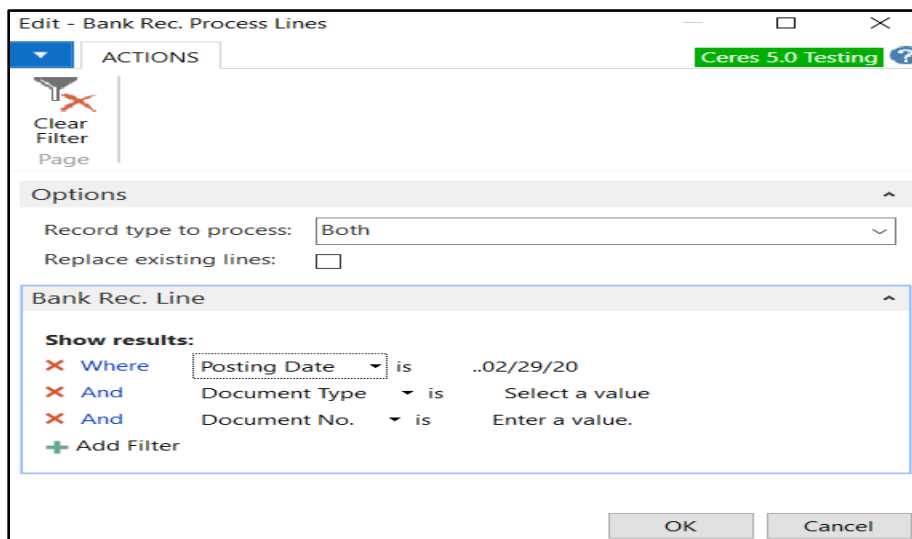 Edit - Bank Rec. Process Lines
ACTIONS
Ceres 5.0 Testing
?
Clear
Filter
Page
Options
Record type to process: Both
Replace existing lines:
Bank Rec. Line
Show results:
Where Posting Date is ..02/29/20
And Document Type is Select a value
And Document No. is Enter a value.
Add Filter
OK Cancel